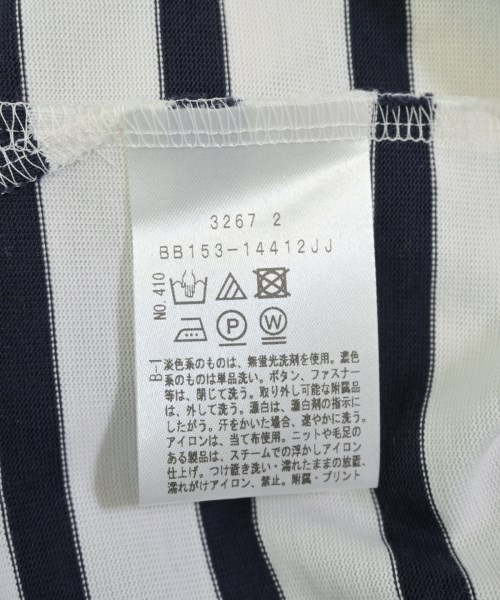 3267 2
BB153-14412JJ
NO.410
B-1
P
W
淡色系のものは、無蛍光洗剤を使用。濃色
系のものは単品洗い。ボタン、ファスナー
等は、閉じて洗う。取り外し可能な附属品
は、外して洗う。漂白は、漂白剤の指示に
したがう。汗をかいた場合、速やかに洗う。
アイロンは、当て布使用。ニットや毛足の
ある製品は、スチームでの浮かしアイロン
仕上げ。つけ置き洗い・濡れたままの放置、
濡れがけアイロン、禁止。附属・プリント